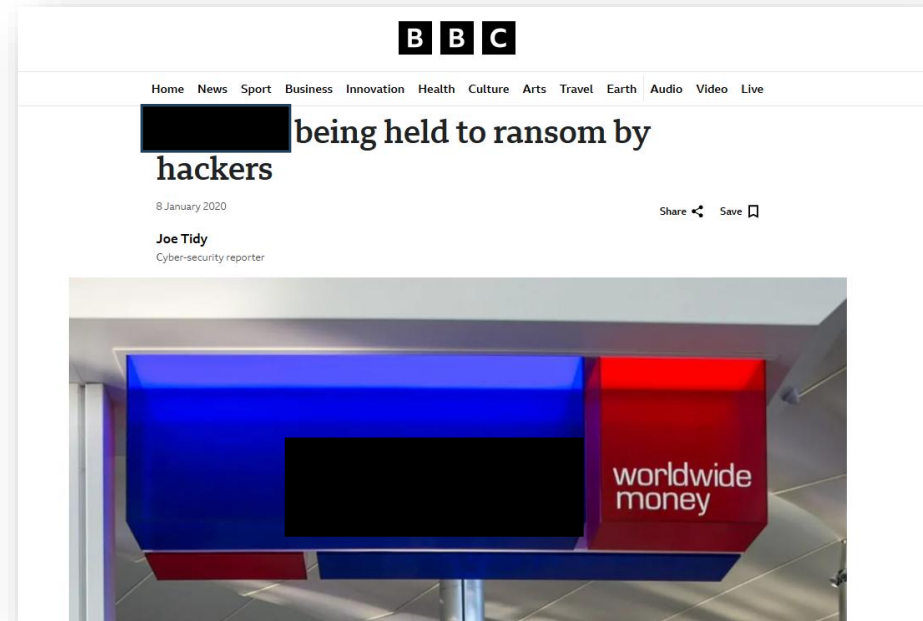 B B C
Home News Sport Business Innovation Health Culture Arts Travel Earth Audio Video Live
being held to ransom by
hackers
8 January 2020
Share Save
Joe Tidy
Cyber-security reporter
worldwide
money